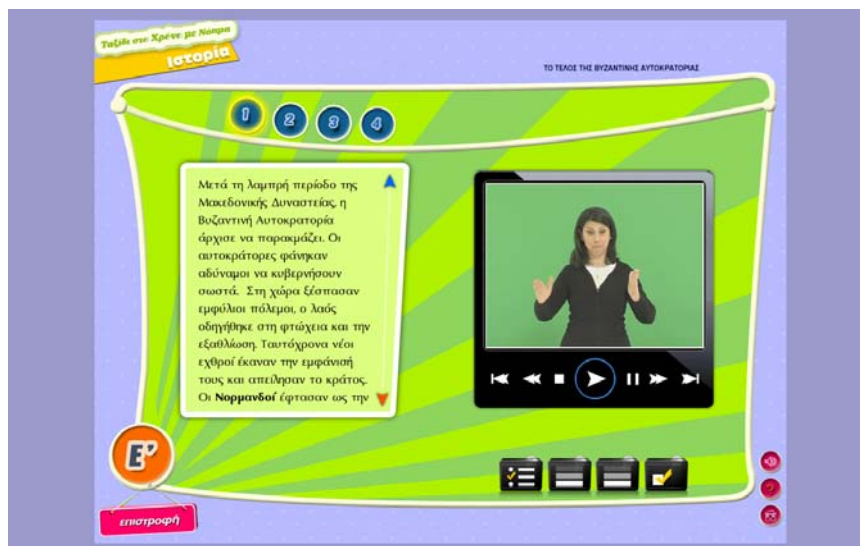 Ταξίδι στο Χρόνο με Νόημα
Ιστορία
ΤΟ ΤΕΛΟΣ ΤΗΣ ΒΥΖΑΝΤΙΝΗΣ ΑΥΤΟΚΡΑΤΟΡΙΑΣ
1 2 3 4
Μετά τη λαμπρή περίοδο της
Μακεδονικής Δυναστείας, η
Βυζαντινή Αυτοκρατορία
άρχισε να παρακμάζει. Οι
αυτοκράτορες φάνηκαν
αδύναμοι να κυβερνήσουν
σωστά. Στη χώρα ξέσπασαν
εμφύλιοι πόλεμοι, ο λαός
οδηγήθηκε στη φτώχεια και την
εξαθλίωση. Ταυτόχρονα νέοι
εχθροί έκαναν την εμφάνισή
τους και απείλησαν το κράτος.
Οι Νορμανδοί έφτασαν ως την
Ε'
επιστροφή
?